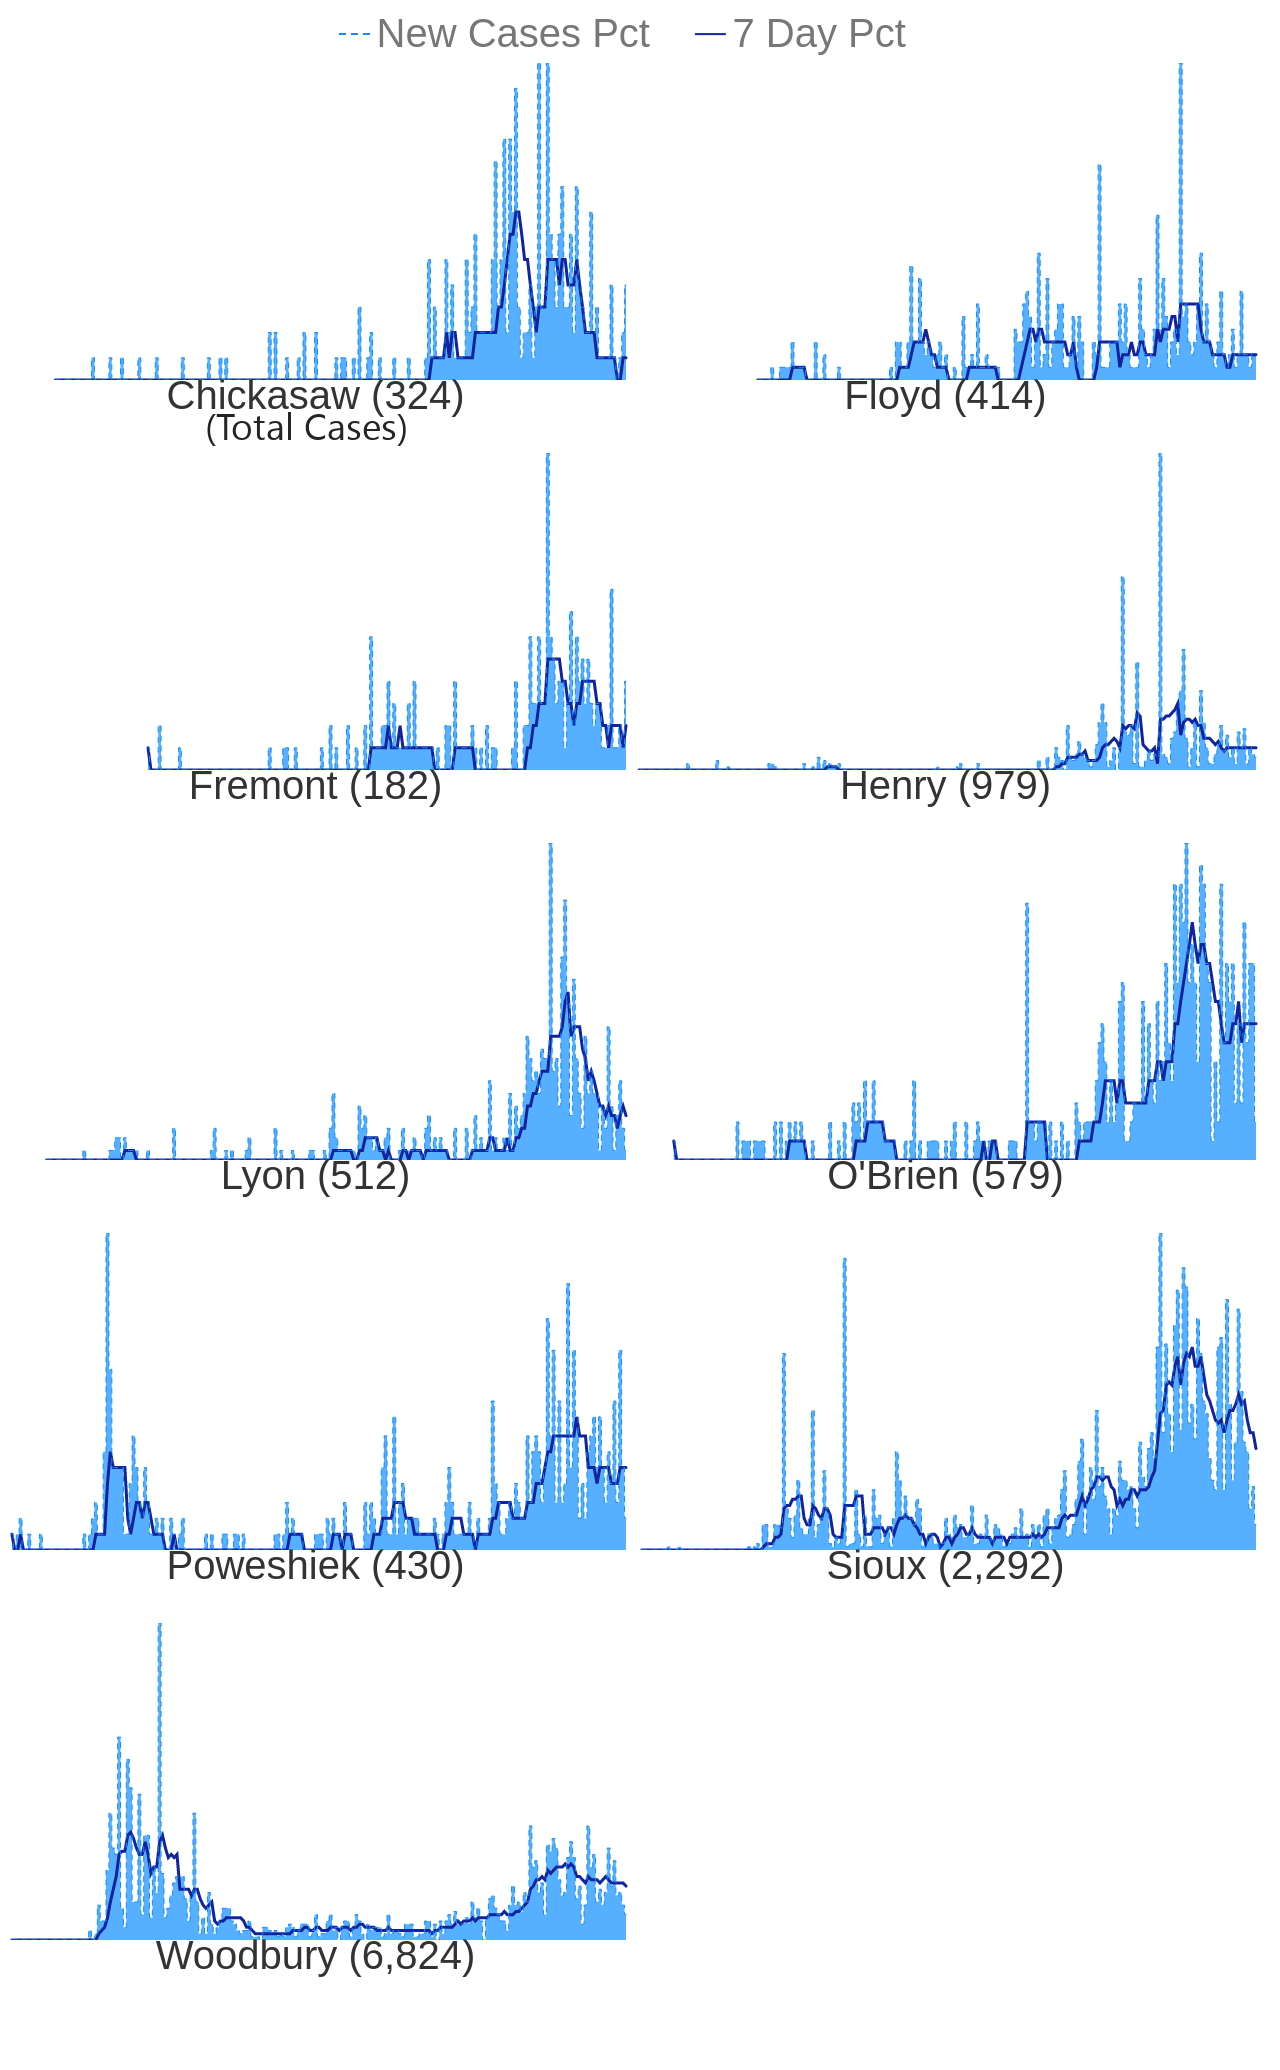 New Cases Pct 7 Day Pct
Chickasaw (324) Floyd (414)
(Total Cases)
Fremont (182) Henry (979)
Lyon (512) O'Brien (579)
Poweshiek (430) Sioux (2,292)
Woodbury (6,824)